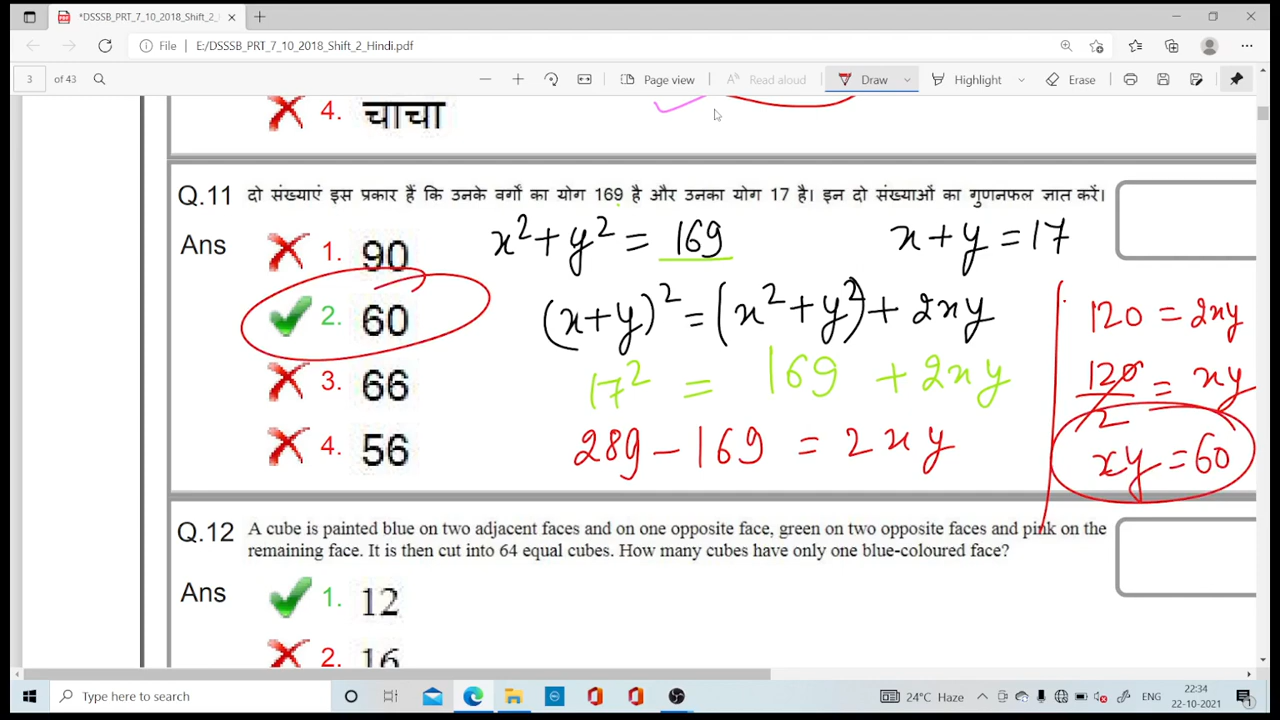 *DSSSB_PRT_7_10_2018_Shift_2_
File E:/DSSSB_PRT_7_10_2018_Shift_2_Hindi.pdf
3 of 43 Page view Read aloud Draw Highlight Erase
4. चाचा
Q.11 दो संख्याएं इस प्रकार हैं कि उनके वर्गों का योग 169 है और उनका योग 17 है। इन दो संख्याओं का गुणनफल ज्ञात करें।
Ans 1. 90
2. 60
3. 66
4. 56
x² + y² = 169 x + y = 17
(x+y)² = (x² + y²) + 2xy
17² = 169 + 2xy
289 - 169 = 2xy
120 = 2xy
120/2 = xy
xy = 60
Q.12 A cube is painted blue on two adjacent faces and on one opposite face, green on two opposite faces and pink on the
remaining face. It is then cut into 64 equal cubes. How many cubes have only one blue-coloured face?
Ans 1. 12
2. 16
Type here to search 24°C Haze ENG 22:34
22-10-2021